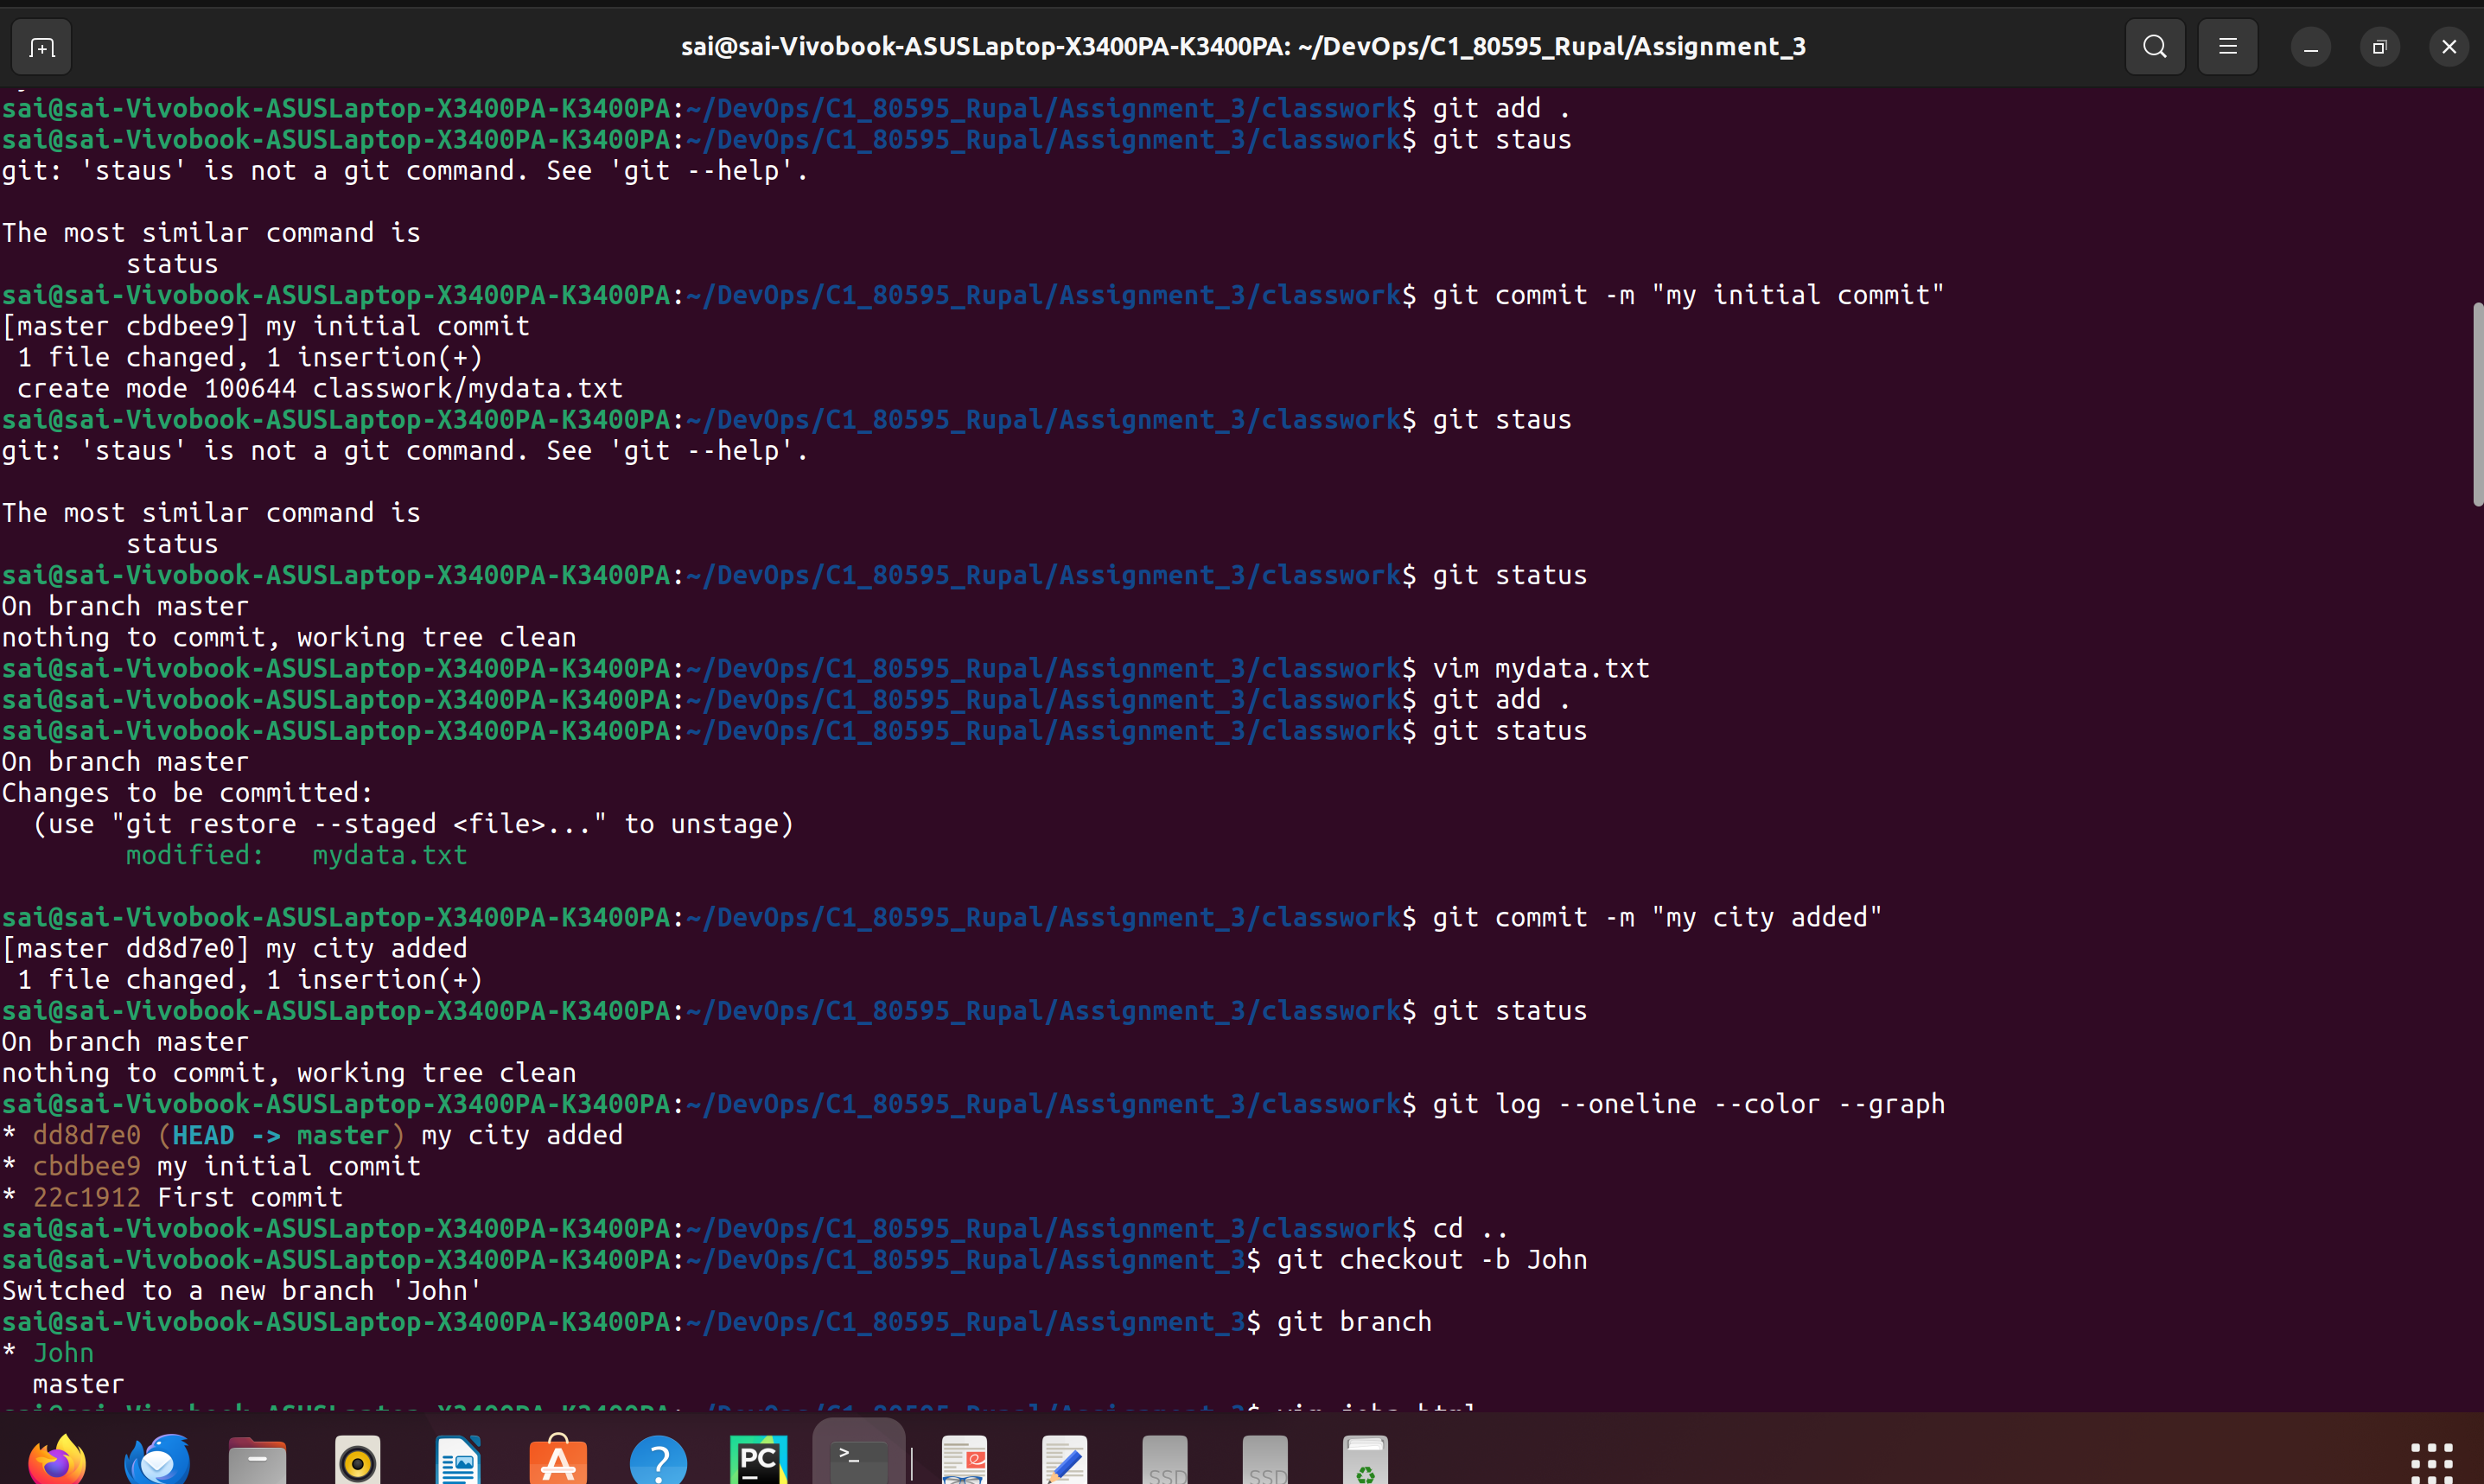 sai@sai-Vivobook-ASUSLaptop-X3400PA-K3400PA: ~/DevOps/C1_80595_Rupal/Assignment_3
sai@sai-Vivobook-ASUSLaptop-X3400PA-K3400PA:~/DevOps/C1_80595_Rupal/Assignment_3/classwork$ git add .
sai@sai-Vivobook-ASUSLaptop-X3400PA-K3400PA:~/DevOps/C1_80595_Rupal/Assignment_3/classwork$ git staus
git: 'staus' is not a git command. See 'git --help'.

The most similar command is
        status
sai@sai-Vivobook-ASUSLaptop-X3400PA-K3400PA:~/DevOps/C1_80595_Rupal/Assignment_3/classwork$ git commit -m "my initial commit"
[master cbdbee9] my initial commit
 1 file changed, 1 insertion(+)
 create mode 100644 classwork/mydata.txt
sai@sai-Vivobook-ASUSLaptop-X3400PA-K3400PA:~/DevOps/C1_80595_Rupal/Assignment_3/classwork$ git staus
git: 'staus' is not a git command. See 'git --help'.

The most similar command is
        status
sai@sai-Vivobook-ASUSLaptop-X3400PA-K3400PA:~/DevOps/C1_80595_Rupal/Assignment_3/classwork$ git status
On branch master
nothing to commit, working tree clean
sai@sai-Vivobook-ASUSLaptop-X3400PA-K3400PA:~/DevOps/C1_80595_Rupal/Assignment_3/classwork$ vim mydata.txt
sai@sai-Vivobook-ASUSLaptop-X3400PA-K3400PA:~/DevOps/C1_80595_Rupal/Assignment_3/classwork$ git add .
sai@sai-Vivobook-ASUSLaptop-X3400PA-K3400PA:~/DevOps/C1_80595_Rupal/Assignment_3/classwork$ git status
On branch master
Changes to be committed:
  (use "git restore --staged <file>..." to unstage)
        modified:   mydata.txt

sai@sai-Vivobook-ASUSLaptop-X3400PA-K3400PA:~/DevOps/C1_80595_Rupal/Assignment_3/classwork$ git commit -m "my city added"
[master dd8d7e0] my city added
 1 file changed, 1 insertion(+)
sai@sai-Vivobook-ASUSLaptop-X3400PA-K3400PA:~/DevOps/C1_80595_Rupal/Assignment_3/classwork$ git status
On branch master
nothing to commit, working tree clean
sai@sai-Vivobook-ASUSLaptop-X3400PA-K3400PA:~/DevOps/C1_80595_Rupal/Assignment_3/classwork$ git log --oneline --color --graph
* dd8d7e0 (HEAD -> master) my city added
* cbdbee9 my initial commit
* 22c1912 First commit
sai@sai-Vivobook-ASUSLaptop-X3400PA-K3400PA:~/DevOps/C1_80595_Rupal/Assignment_3/classwork$ cd ..
sai@sai-Vivobook-ASUSLaptop-X3400PA-K3400PA:~/DevOps/C1_80595_Rupal/Assignment_3$ git checkout -b John
Switched to a new branch 'John'
sai@sai-Vivobook-ASUSLaptop-X3400PA-K3400PA:~/DevOps/C1_80595_Rupal/Assignment_3$ git branch
* John
  master
PC
SSD
SSD